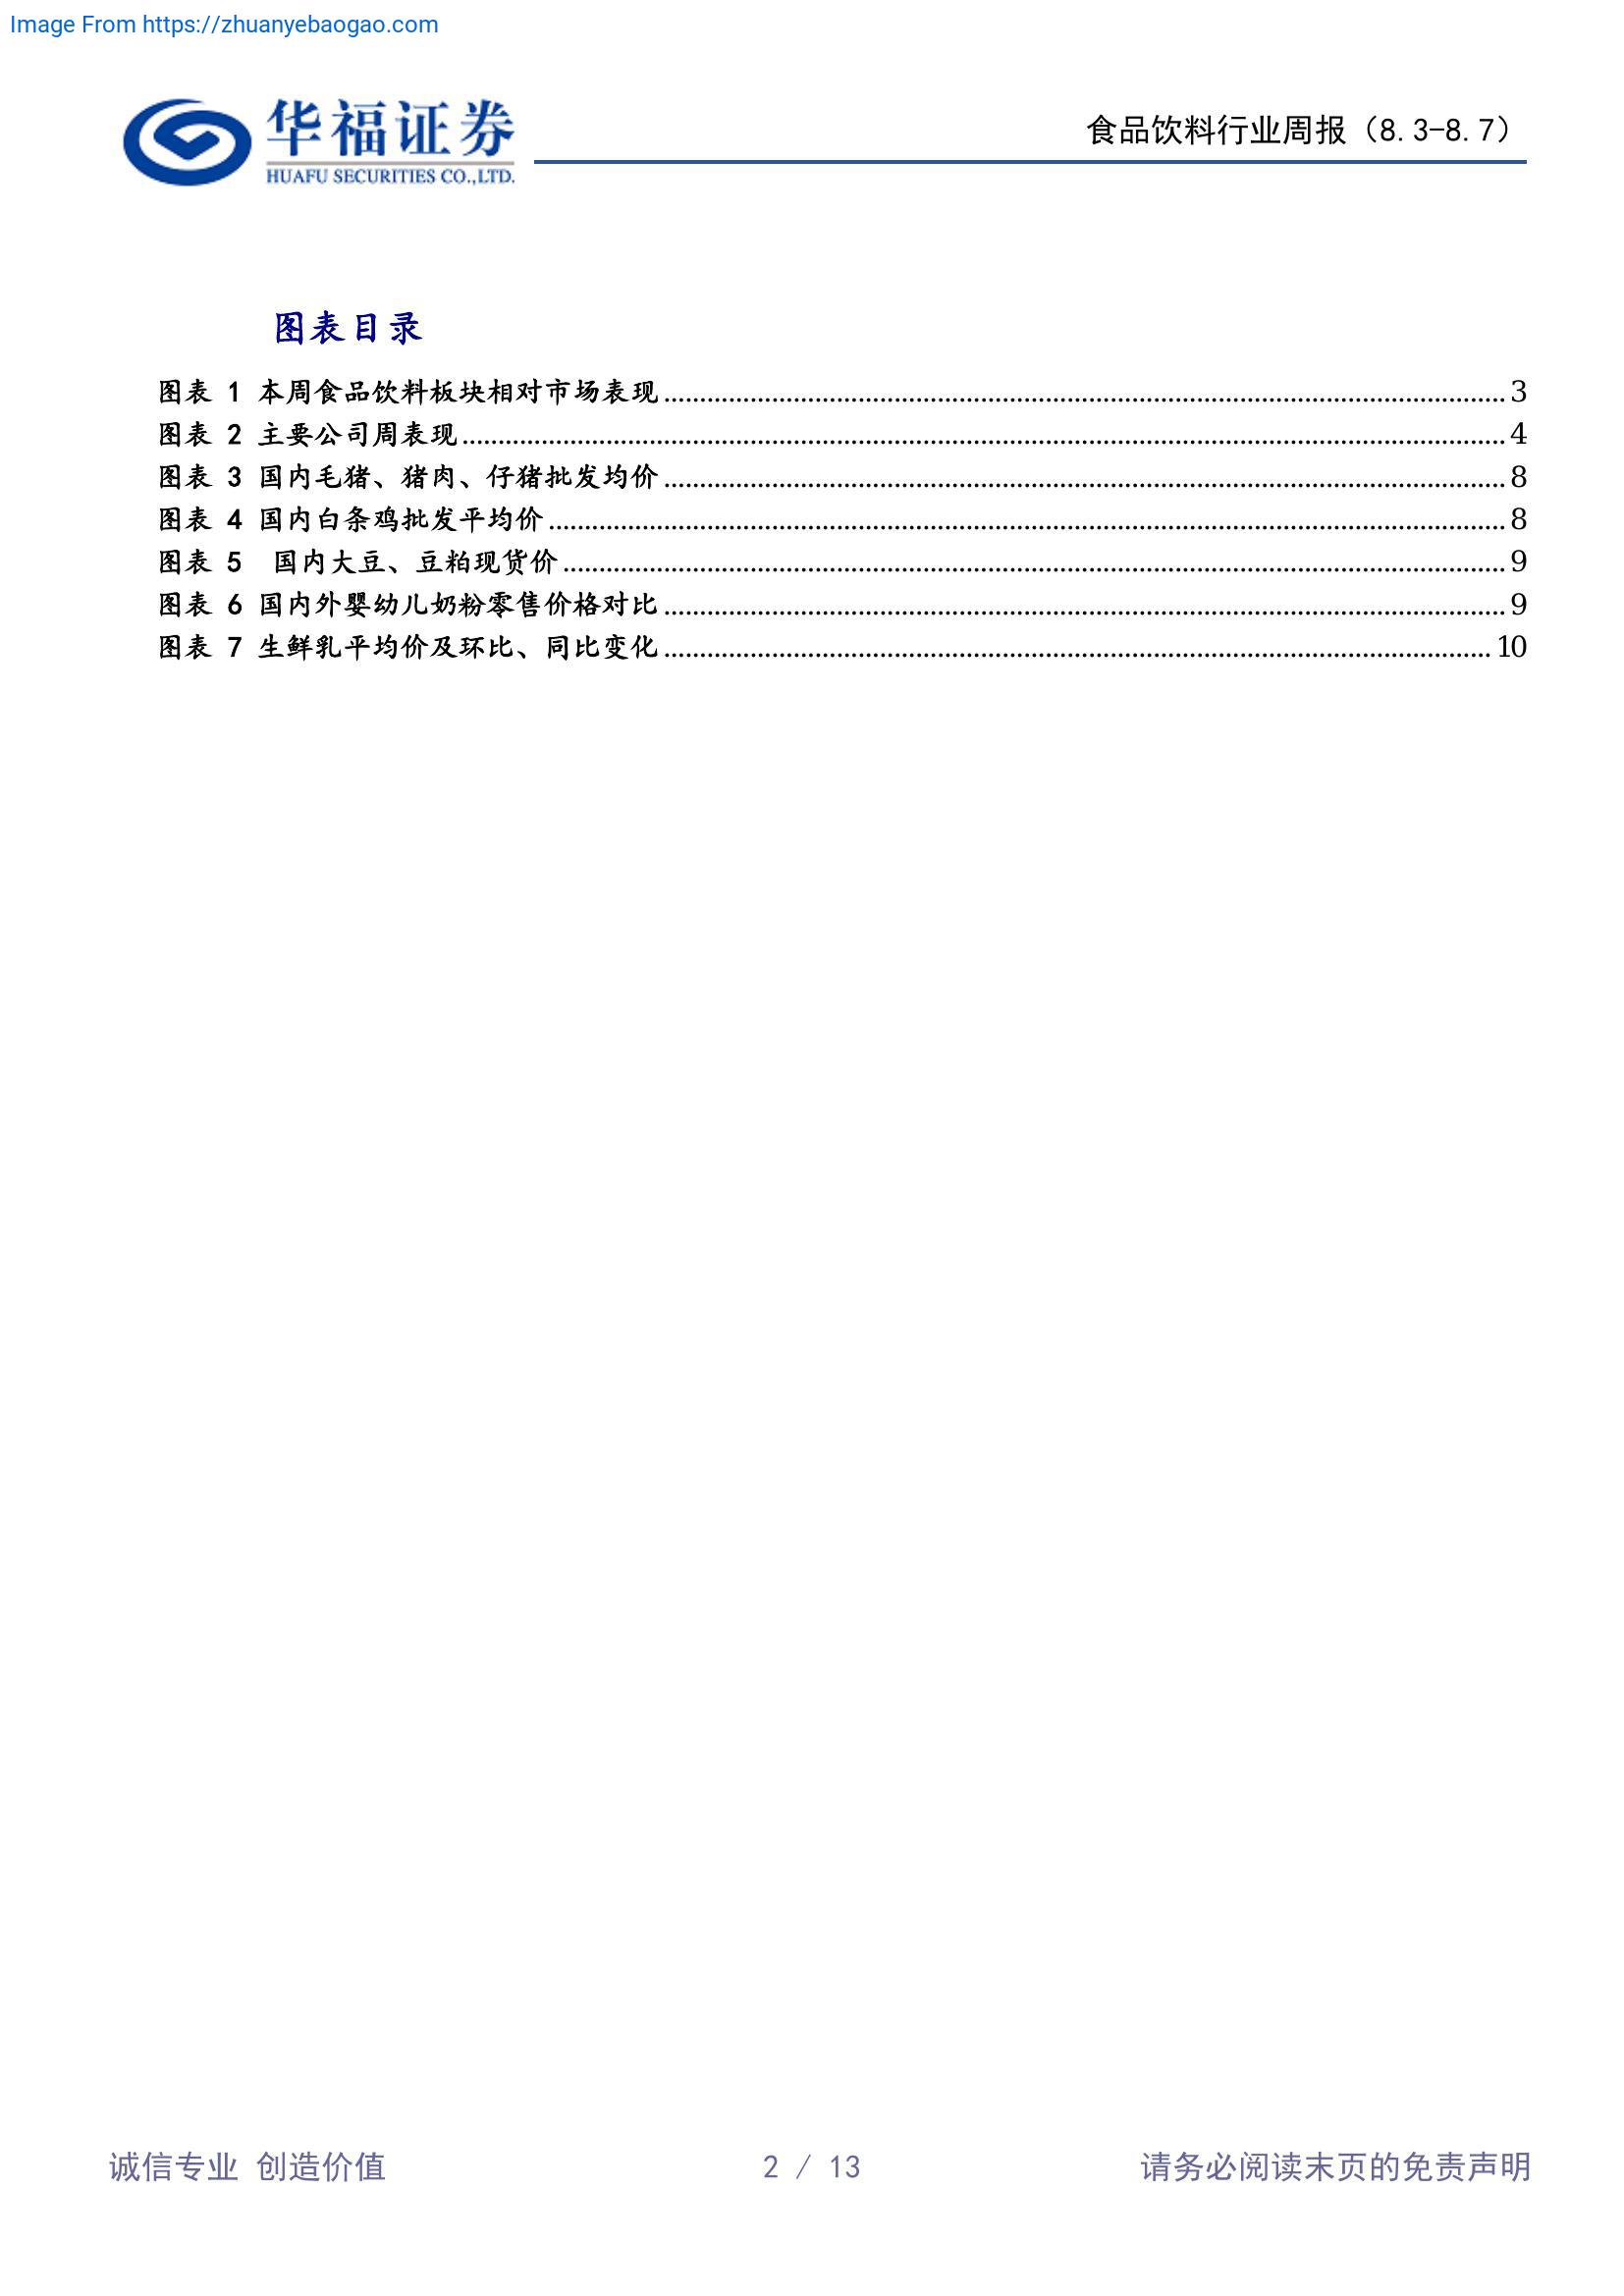 Image From https://zhuanyebaogao.com
华福证券
HUAFU SECURITIES CO.,LTD.
食品饮料行业周报（8.3-8.7）
图表目录
图表 1 本周食品饮料板块相对市场表现 3
图表 2 主要公司周表现 4
图表 3 国内毛猪、猪肉、仔猪批发均价 8
图表 4 国内白条鸡批发平均价 8
图表 5 国内大豆、豆粕现货价 9
图表 6 国内外婴幼儿奶粉零售价格对比 9
图表 7 生鲜乳平均价及环比、同比变化 10
诚信专业 创造价值 2 / 13 请务必阅读末页的免责声明